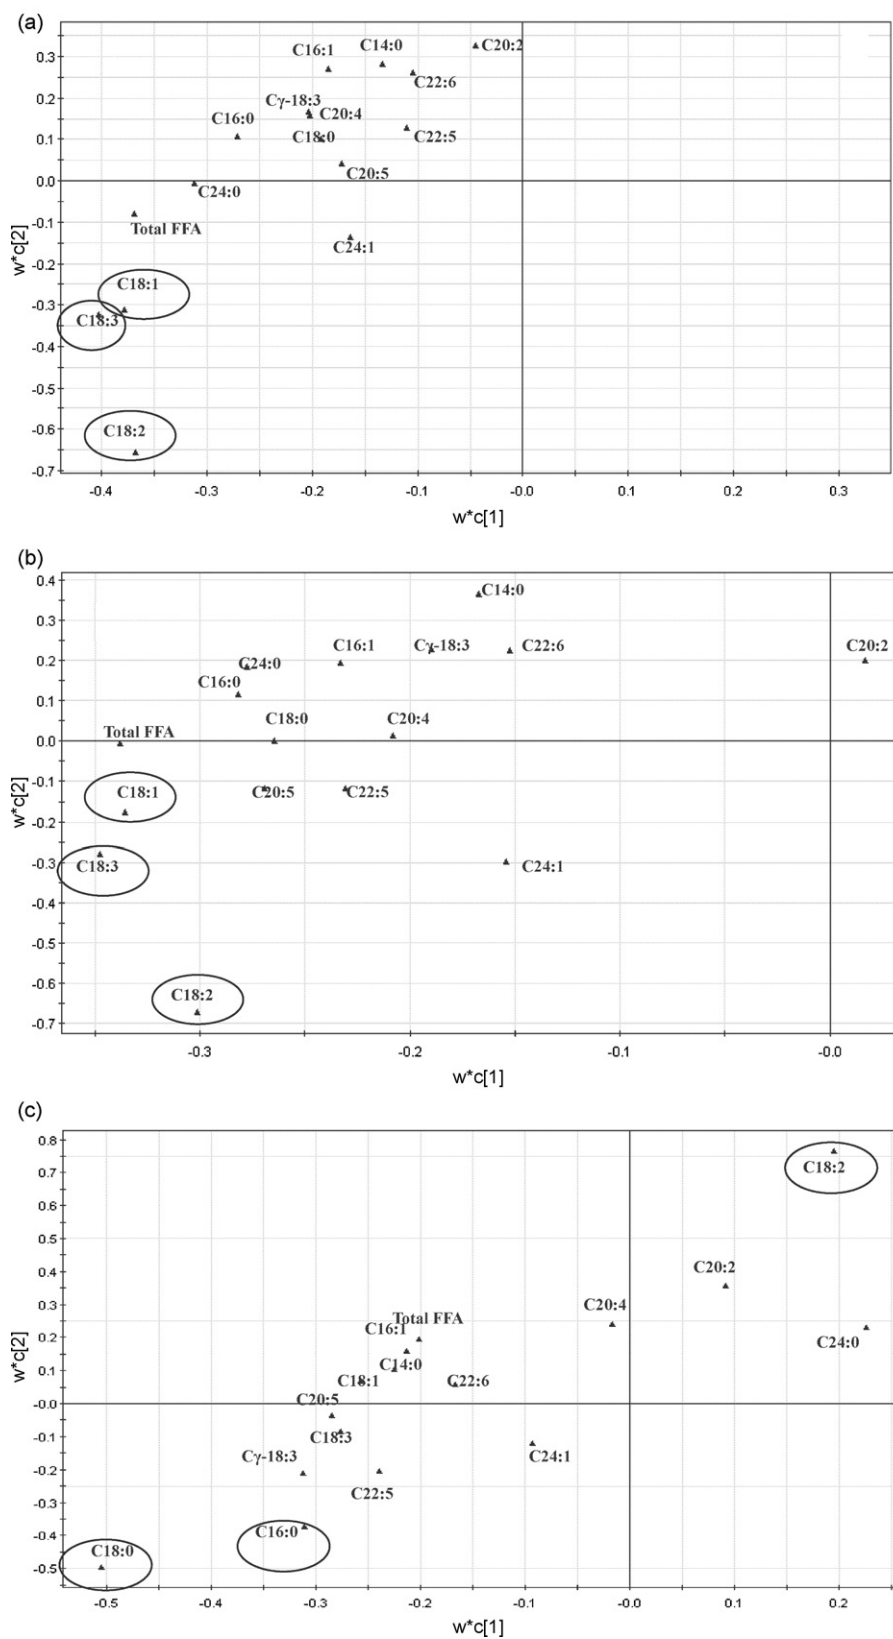 (a)
0.3
0.2
0.1
0.0
-0.1
-0.2
-0.3
-0.4
-0.5
-0.6
-0.7
w*c[2]
C16:1
C14:0
C20:2
C22:6
Cγ-18:3
C20:4
C16:0
C18:0
C22:5
C20:5
C24:0
Total FFA
C24:1
C18:1
C18:3
C18:2
-0.4
-0.3
-0.2
-0.1
-0.0
0.1
0.2
0.3
w*c[1]
(b)
0.4
0.3
0.2
0.1
0.0
-0.1
-0.2
-0.3
-0.4
-0.5
-0.6
-0.7
w*c[2]
C14:0
C16:1
Cγ-18:3
C22:6
C20:2
C24:0
C16:0
C18:0
C20:4
Total FFA
C18:1
C20:5
C22:5
C18:3
C24:1
C18:2
-0.3
-0.2
-0.1
-0.0
w*c[1]
(c)
0.8
0.7
0.6
0.5
0.4
0.3
0.2
0.1
-0.0
-0.1
-0.2
-0.3
-0.4
-0.5
w*c[2]
C18:2
C20:2
C20:4
Total FFA
C16:1
C24:0
C14:0
C18:1
C22:6
C20:5
C18:3
Cγ-18:3
C24:1
C22:5
C16:0
C18:0
-0.5
-0.4
-0.3
-0.2
-0.1
-0.0
0.1
0.2
w*c[1]